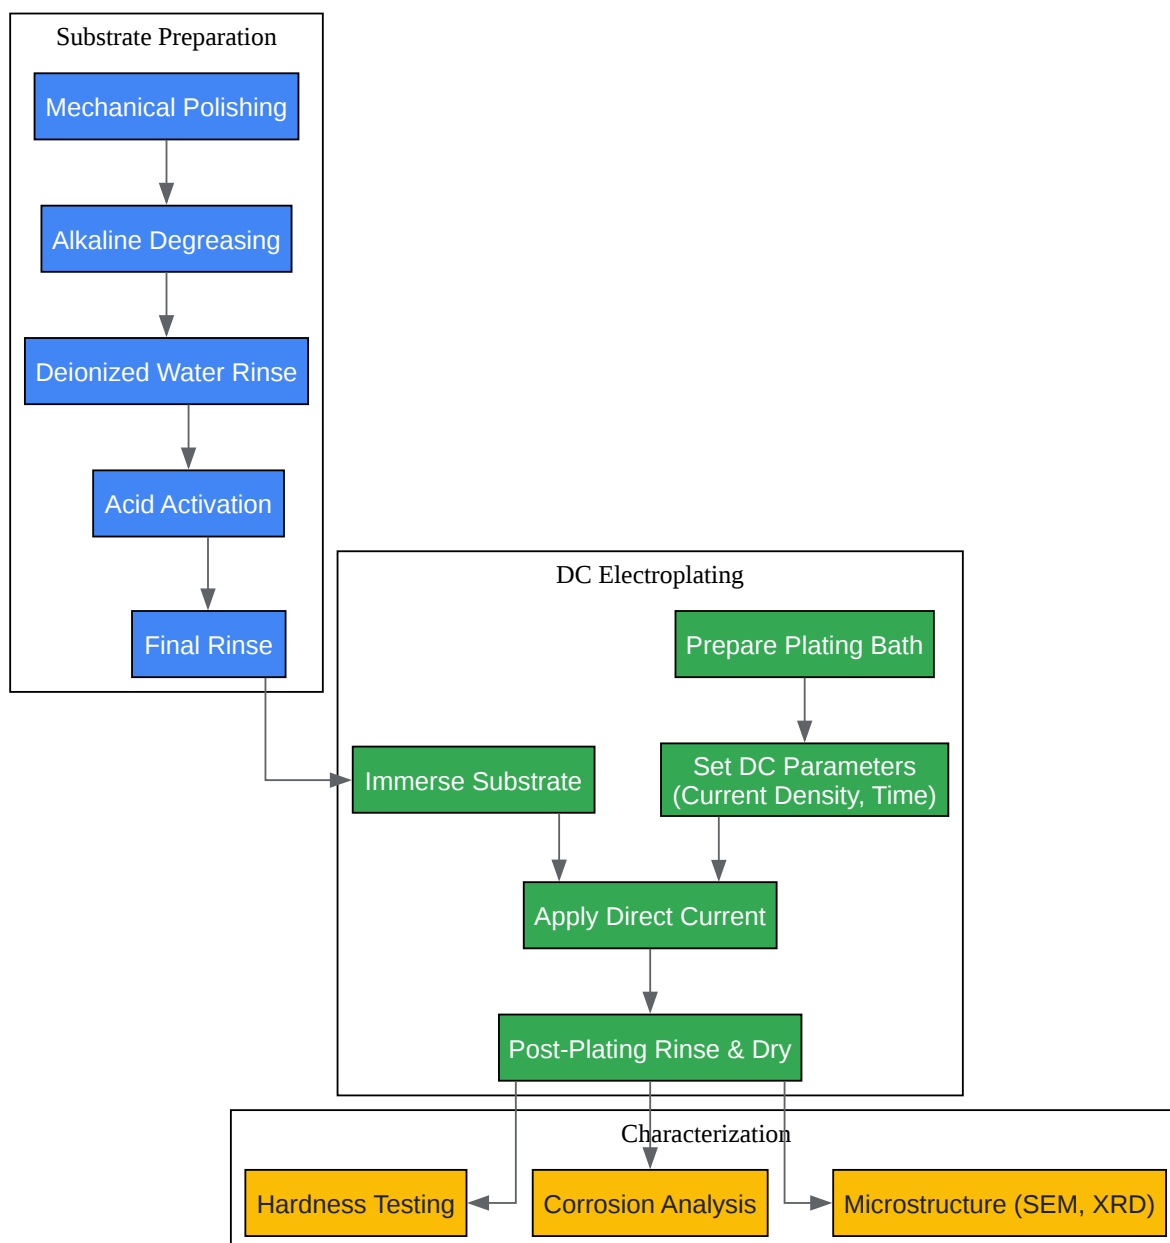 Substrate Preparation
Mechanical Polishing
Alkaline Degreasing
Deionized Water Rinse
Acid Activation
Final Rinse
DC Electroplating
Prepare Plating Bath
Immerse Substrate
Set DC Parameters
(Current Density, Time)
Apply Direct Current
Post-Plating Rinse & Dry
Characterization
Hardness Testing
Corrosion Analysis
Microstructure (SEM, XRD)